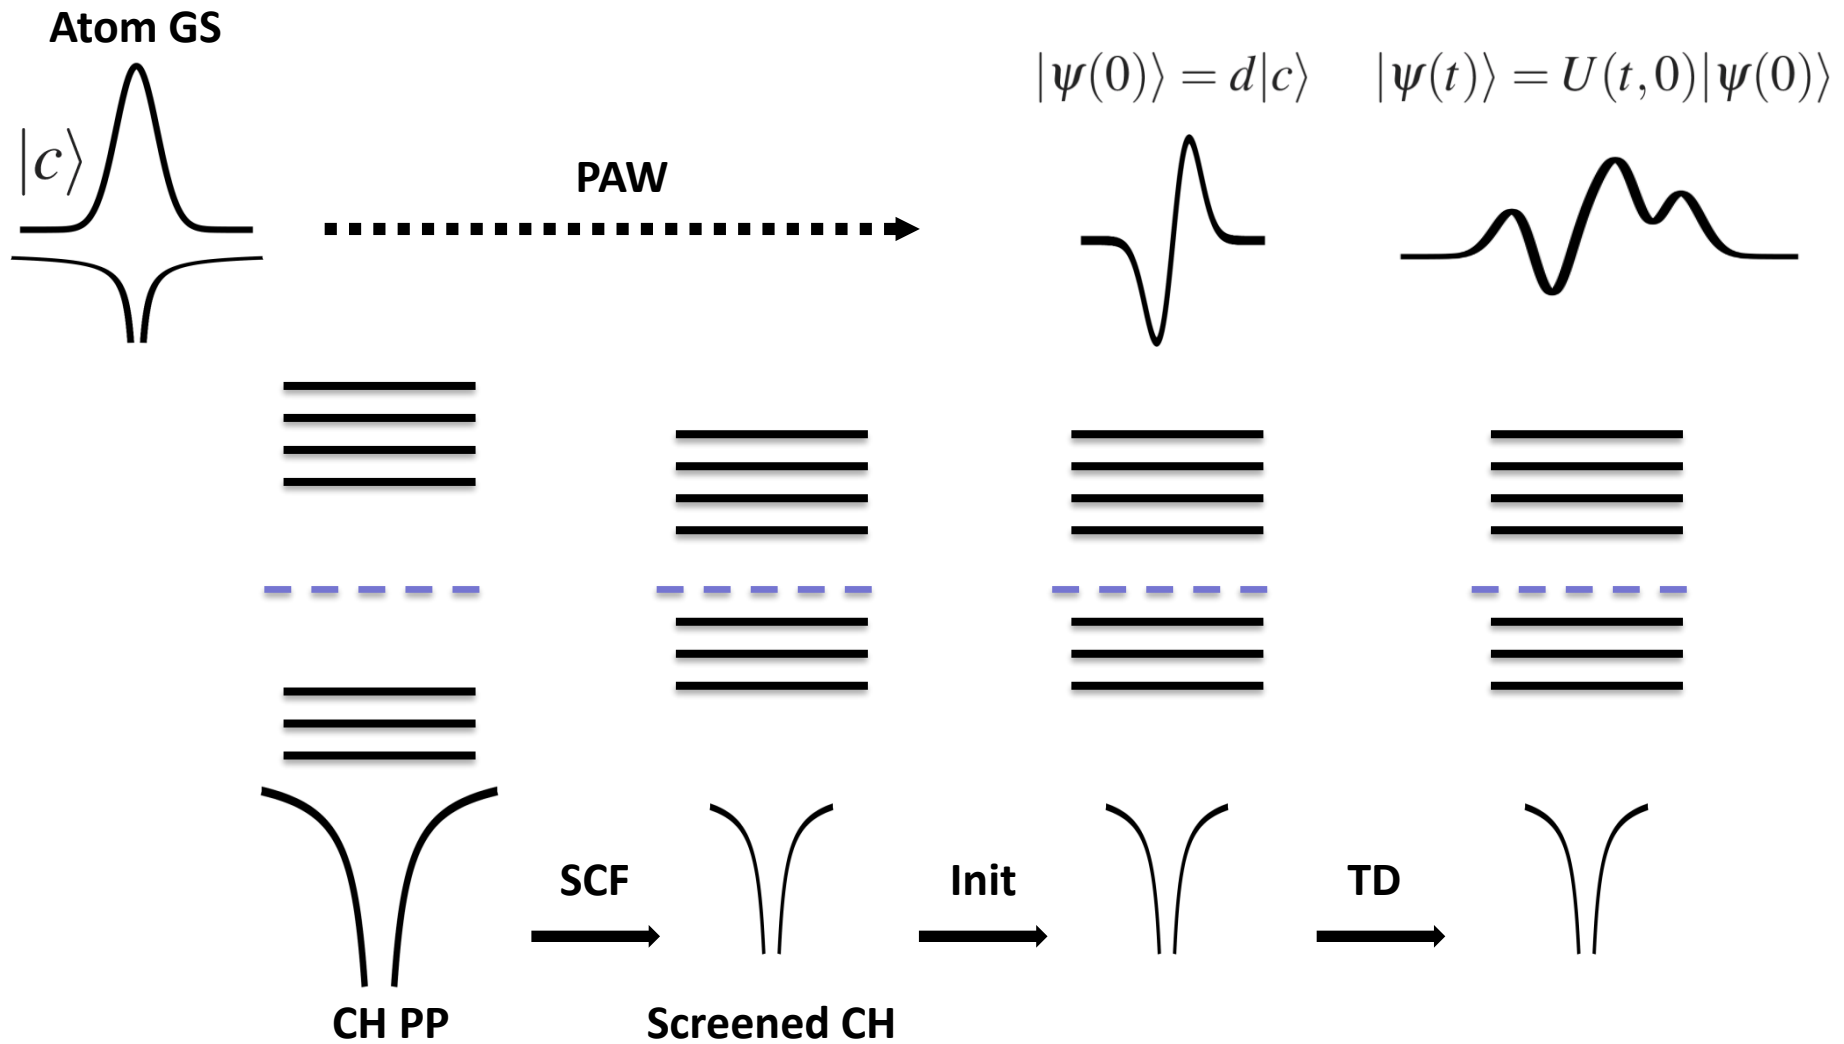 Atom GS
|c⟩
PAW
|ψ(0)⟩ = d|c⟩
|ψ(t)⟩ = U(t,0)|ψ(0)⟩
SCF
Init
TD
CH PP
Screened CH